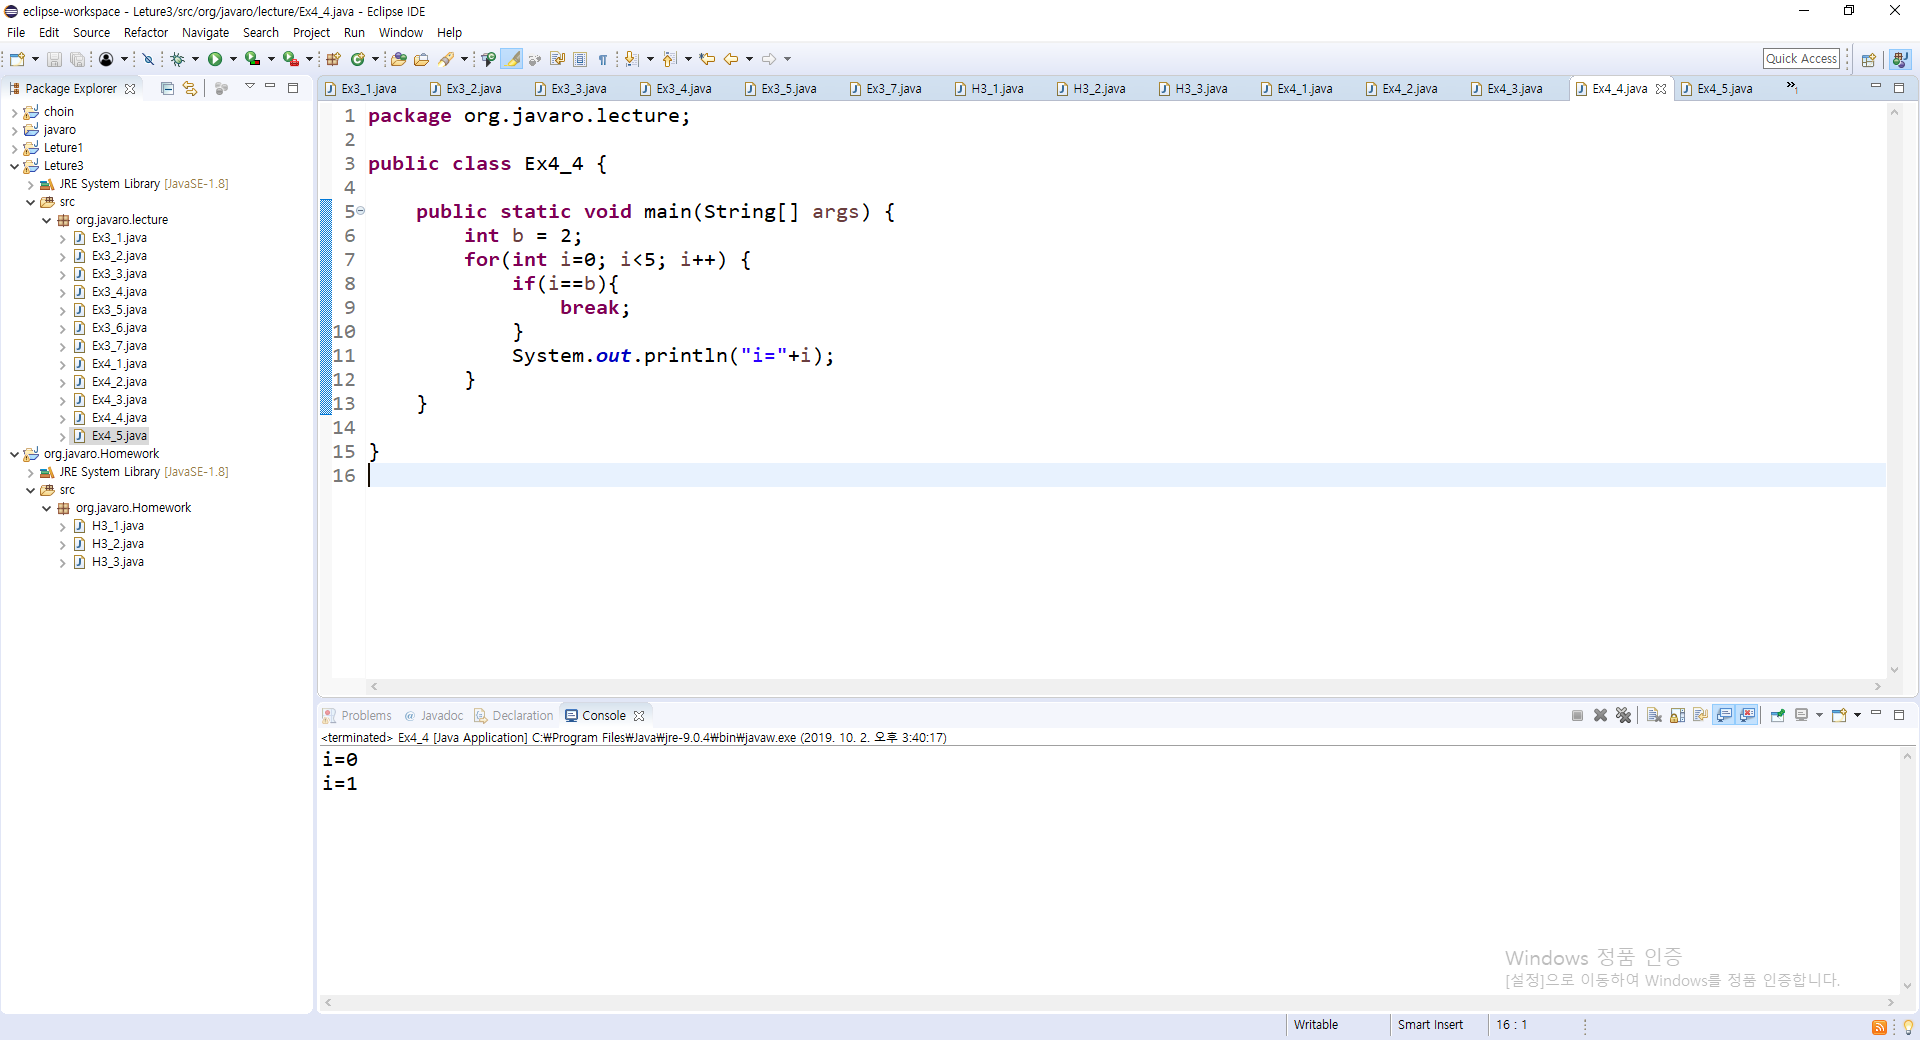 eclipse-workspace - Leture3/src/org/javaro/lecture/Ex4_4.java - Eclipse IDE
File Edit Source Refactor Navigate Search Project Run Window Help
Quick Access
Package Explorer
choin
javaro
Leture1
Leture3
JRE System Library [JavaSE-1.8]
src
org.javaro.lecture
Ex3_1.java
Ex3_2.java
Ex3_3.java
Ex3_4.java
Ex3_5.java
Ex3_6.java
Ex3_7.java
Ex4_1.java
Ex4_2.java
Ex4_3.java
Ex4_4.java
Ex4_5.java
org.javaro.Homework
JRE System Library [JavaSE-1.8]
src
org.javaro.Homework
H3_1.java
H3_2.java
H3_3.java
Ex3_1.java Ex3_2.java Ex3_3.java Ex3_4.java Ex3_5.java Ex3_7.java H3_1.java H3_2.java H3_3.java Ex4_1.java Ex4_2.java Ex4_3.java Ex4_4.java Ex4_5.java »1
1 package org.javaro.lecture;
2
3 public class Ex4_4 {
4
5 public static void main(String[] args) {
6 int b = 2;
7 for(int i=0; i<5; i++) {
8 if(i==b){
9 break;
10 }
11 System.out.println("i="+i);
12 }
13 }
14
15 }
16
Problems @ Javadoc Declaration Console
<terminated> Ex4_4 [Java Application] C:₩Program Files₩Java₩jre-9.0.4₩bin₩javaw.exe (2019. 10. 2. 오후 3:40:17)
i=0
i=1
Windows 정품 인증
[설정]으로 이동하여 Windows를 정품 인증합니다.
Writable Smart Insert 16 : 1